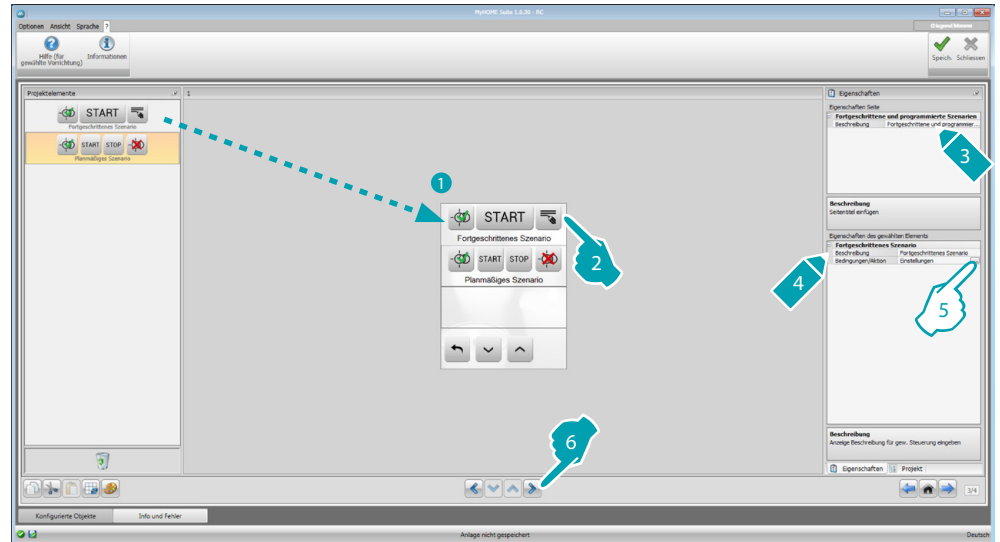 MyHOME Suite 1.0.30 - RC
Optionen Ansicht Sprache ?
Hilfe (für gewählte Vorrichtung)
Informationen
Speich. Schliessen
Projektelemente
START
Fortgeschrittenes Szenario
START STOP
Planmäßiges Szenario
1
1
START
Fortgeschrittenes Szenario
2
START STOP
Planmäßiges Szenario
Eigenschaften
Eigenschaften Seite
Fortgeschrittene und programmierte Szenarien
Beschreibung Fortgeschrittene und programmier...
3
Beschreibung
Seitentitel einfügen
Eigenschaften des gewählten Elements
Fortgeschrittenes Szenario
Beschreibung Fortgeschrittenes Szenario
Bedingungen/Aktion Einstellungen ...
4
5
6
Beschreibung
Anzeige Beschreibung für gew. Steuerung eingeben
Eigenschaften Projekt
3/4
Konfigurierte Objekte Info und Fehler
Anlage nicht gespeichert
Deutsch